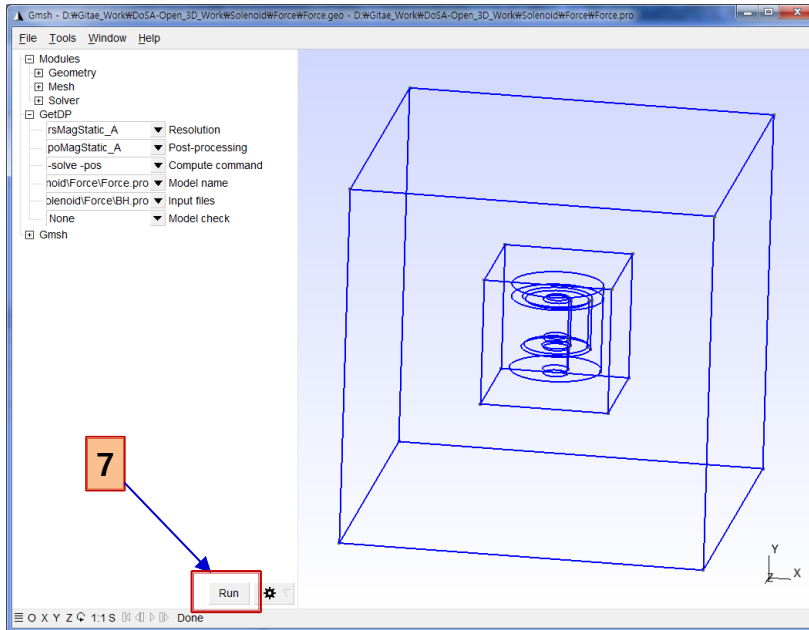 Gmsh - D:₩Gitae_Work₩DoSA-Open_3D_Work₩Solenoid₩Force₩Force.geo - D:₩Gitae_Work₩DoSA-Open_3D_Work₩Solenoid₩Force₩Force.pro
File Tools Window Help
Modules
Geometry
Mesh
Solver
GetDP
rsMagStatic_A Resolution
poMagStatic_A Post-processing
-solve -pos Compute command
noid\Force\Force.pro Model name
olenoid\Force\BH.pro Input files
None Model check
Gmsh
7
Y
Z X
Run
O X Y Z 1:1 S Done